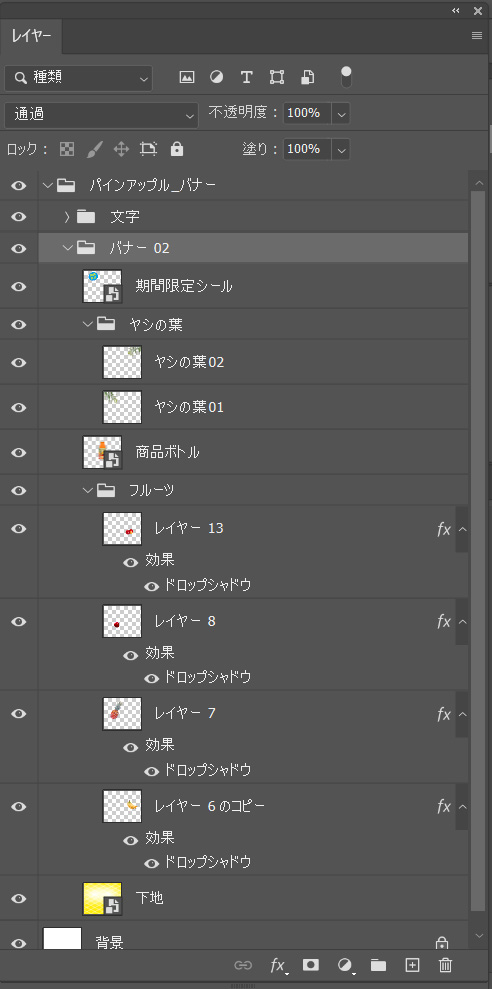 レイヤー
種類
通過 不透明度: 100%
ロック: 塗り: 100%
パインアップル_バナー
文字
バナー 02
期間限定シール
ヤシの葉
ヤシの葉02
ヤシの葉01
商品ボトル
フルーツ
レイヤー 13 fx
効果
ドロップシャドウ
レイヤー 8 fx
効果
ドロップシャドウ
レイヤー 7 fx
効果
ドロップシャドウ
レイヤー 6 のコピー fx
効果
ドロップシャドウ
下地
背景
fx